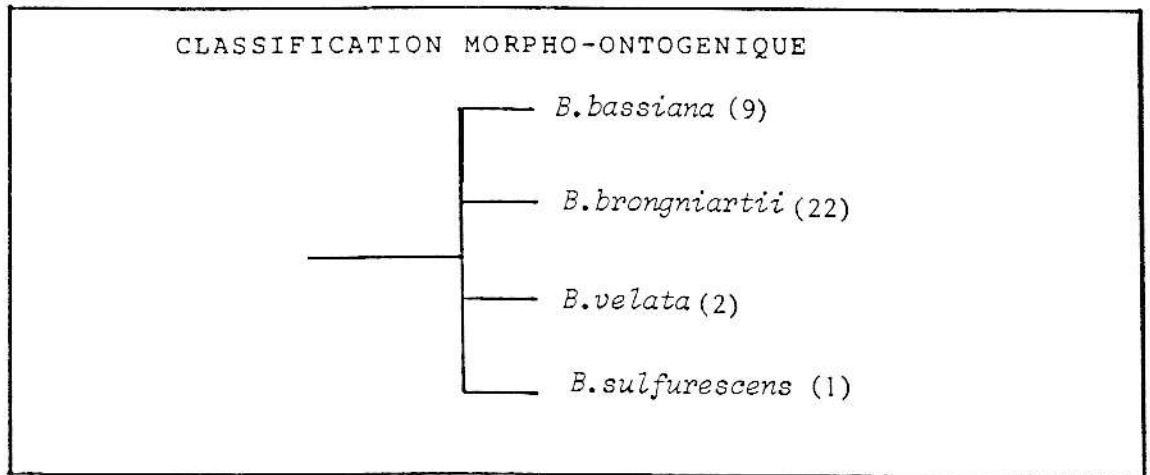 CLASSIFICATION MORPHO-ONTOGENIQUE
B.bassiana (9)
B.brongniartii (22)
B.velata (2)
B.sulfurescens (1)